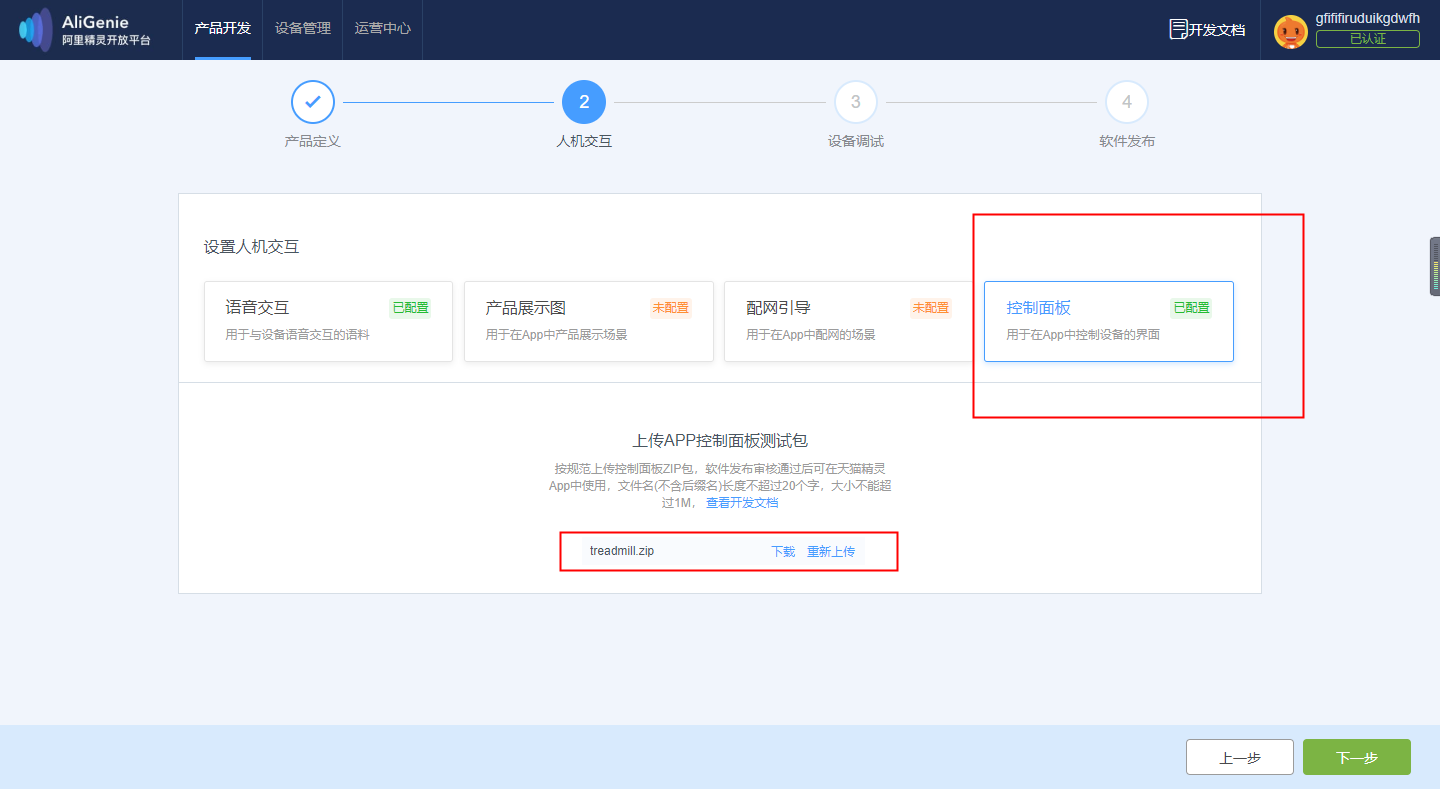 AliGenie
阿里精灵开放平台
产品开发
设备管理
运营中心
开发文档
gfififiruduikgdwfh
已认证
2
3
4
产品定义
人机交互
设备调试
软件发布
设置人机交互
语音交互
已配置
用于与设备语音交互的语料
产品展示图
未配置
用于在App中产品展示场景
配网引导
未配置
用于在App中配网的场景
控制面板
已配置
用于在App中控制设备的界面
上传APP控制面板测试包
按规范上传控制面板ZIP包，软件发布审核通过后可在天猫精灵
App中使用，文件名(不含后缀名)长度不超过20个字，大小不能超
过1M， 查看开发文档
treadmill.zip
下载
重新上传
上一步
下一步